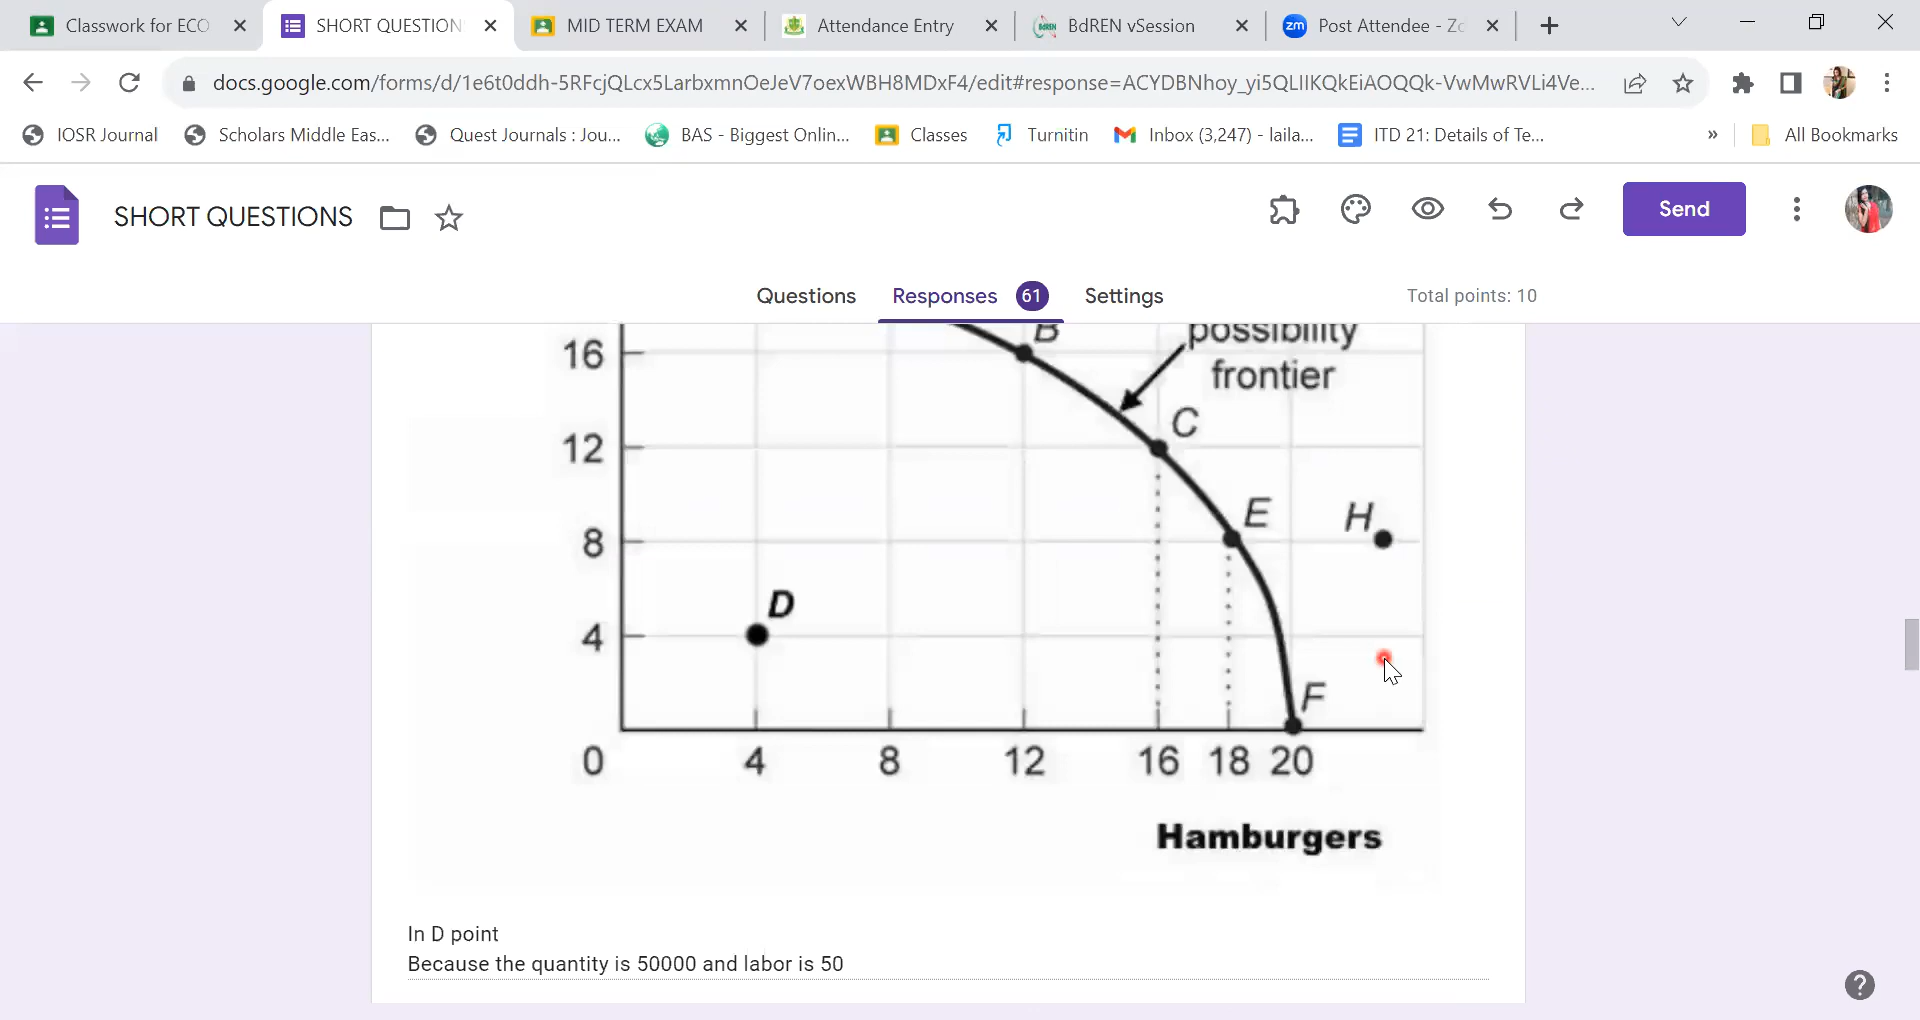 Classwork for ECO
SHORT QUESTION
MID TERM EXAM
Attendance Entry
BdREN vSession
zm Post Attendee - Zo
docs.google.com/forms/d/1e6t0ddh-5RFcjQLcx5LarbxmnOeJeV7oexWBH8MDxF4/edit#response=ACYDBNhoy_yi5QLIIKQkEiAOQQk-VwMwRVLi4Ve...
IOSR Journal
Scholars Middle Eas...
Quest Journals : Jou...
BAS - Biggest Onlin...
Classes
Turnitin
Inbox (3,247) - laila...
ITD 21: Details of Te...
»
All Bookmarks
SHORT QUESTIONS
Send
Questions
Responses 61
Settings
Total points: 10
B
possibility
16
frontier
C
12
E
H
8
D
4
F
0 4 8 12 16 18 20
Hamburgers
In D point
Because the quantity is 50000 and labor is 50